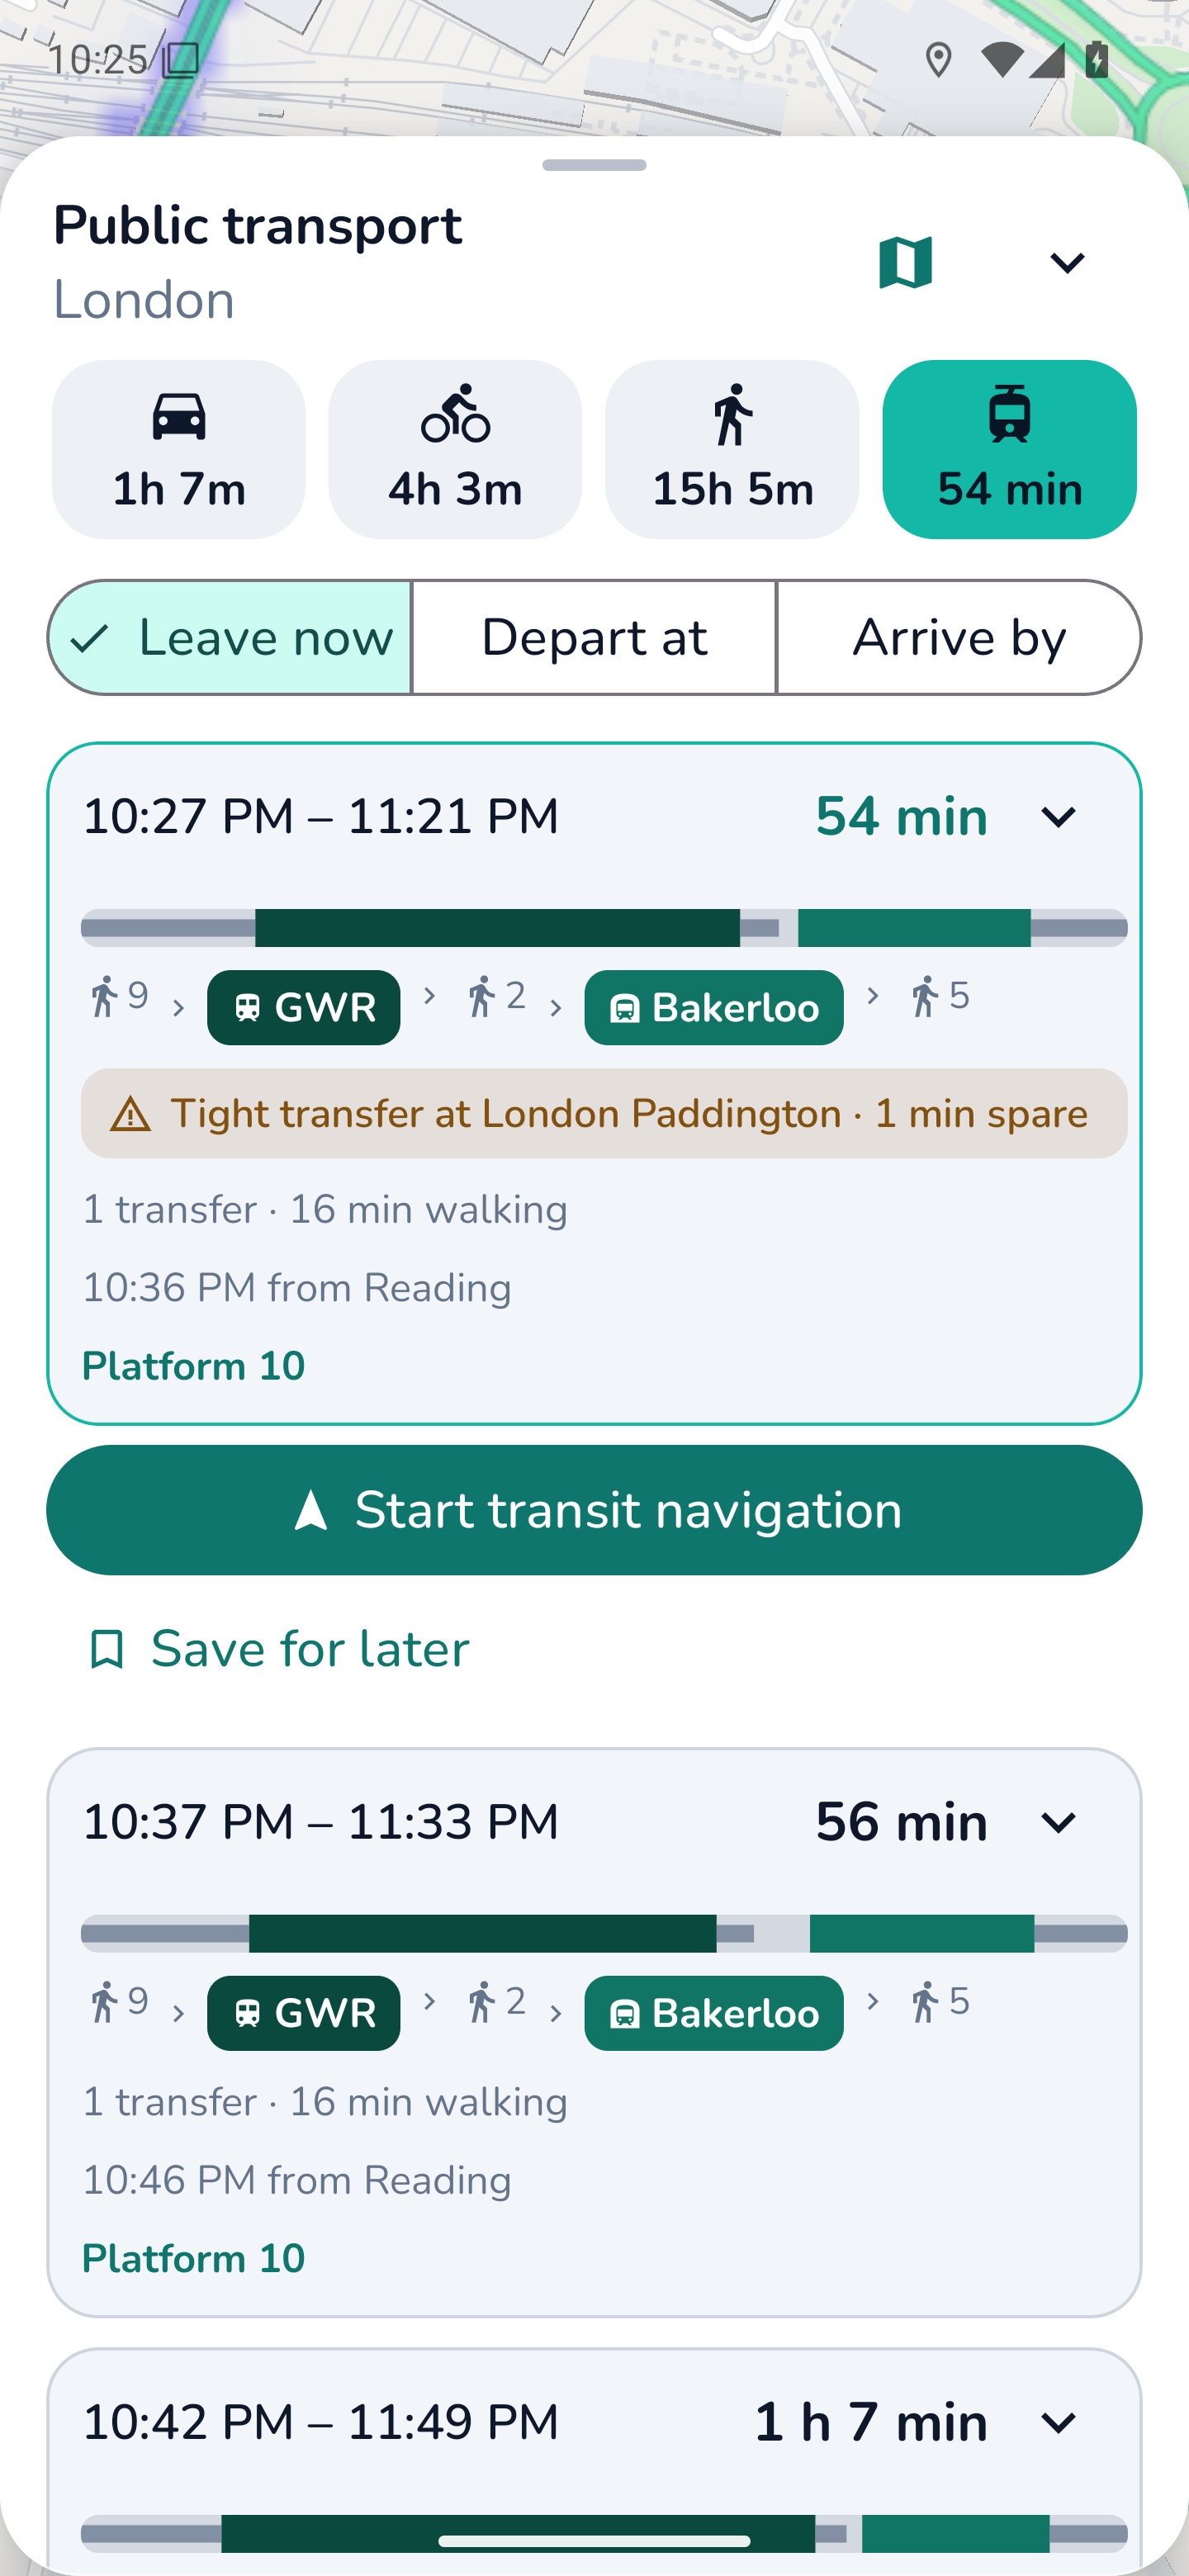 10:25
Public transport
London
1h 7m
4h 3m
15h 5m
54 min
Leave now
Depart at
Arrive by
10:27 PM – 11:21 PM
54 min
9 › GWR › 2 › Bakerloo › 5
Tight transfer at London Paddington · 1 min spare
1 transfer · 16 min walking
10:36 PM from Reading
Platform 10
Start transit navigation
Save for later
10:37 PM – 11:33 PM
56 min
9 › GWR › 2 › Bakerloo › 5
1 transfer · 16 min walking
10:46 PM from Reading
Platform 10
10:42 PM – 11:49 PM
1 h 7 min